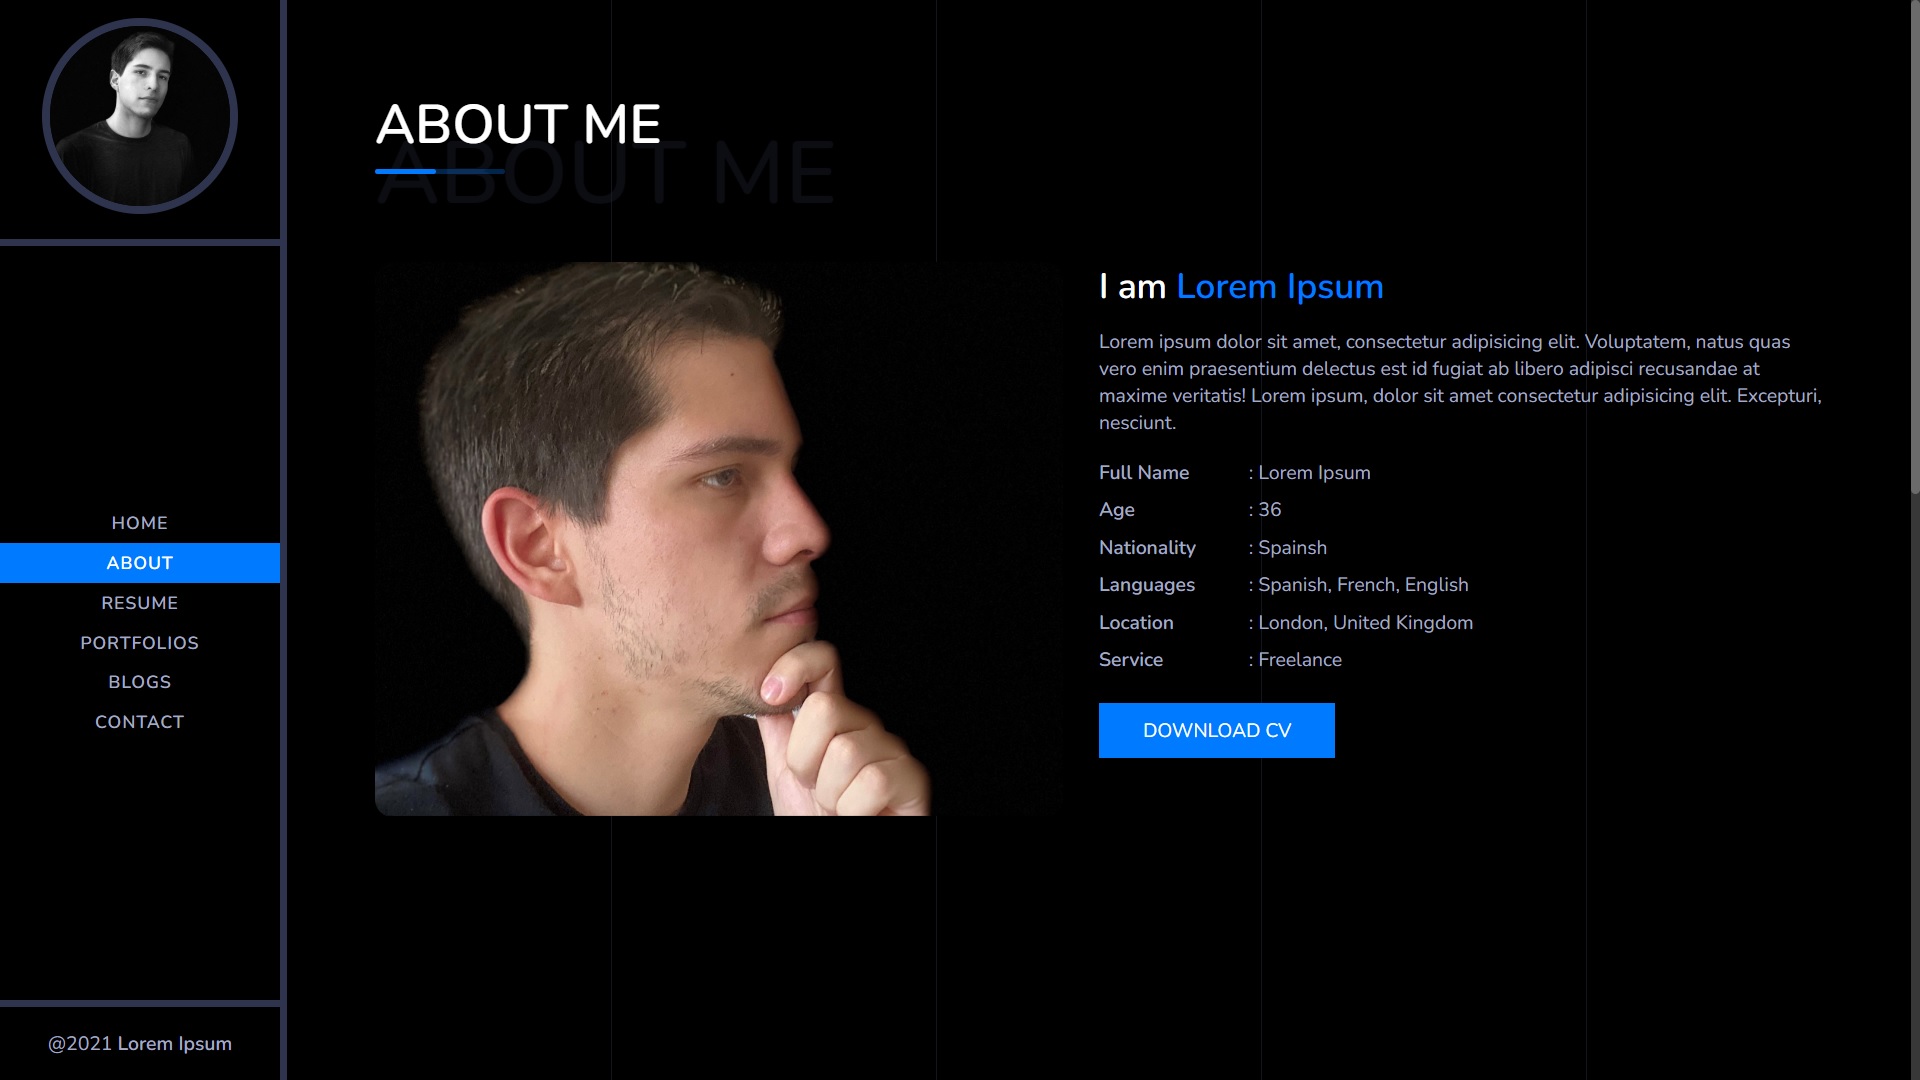 HOME
ABOUT
RESUME
PORTFOLIOS
BLOGS
CONTACT
@2021 Lorem Ipsum
ABOUT ME
ABOUT ME
I am Lorem Ipsum
Lorem ipsum dolor sit amet, consectetur adipisicing elit. Voluptatem, natus quas
vero enim praesentium delectus est id fugiat ab libero adipisci recusandae at
maxime veritatis! Lorem ipsum, dolor sit amet consectetur adipisicing elit. Excepturi,
nesciunt.
Full Name : Lorem Ipsum
Age : 36
Nationality : Spainsh
Languages : Spanish, French, English
Location : London, United Kingdom
Service : Freelance
DOWNLOAD CV